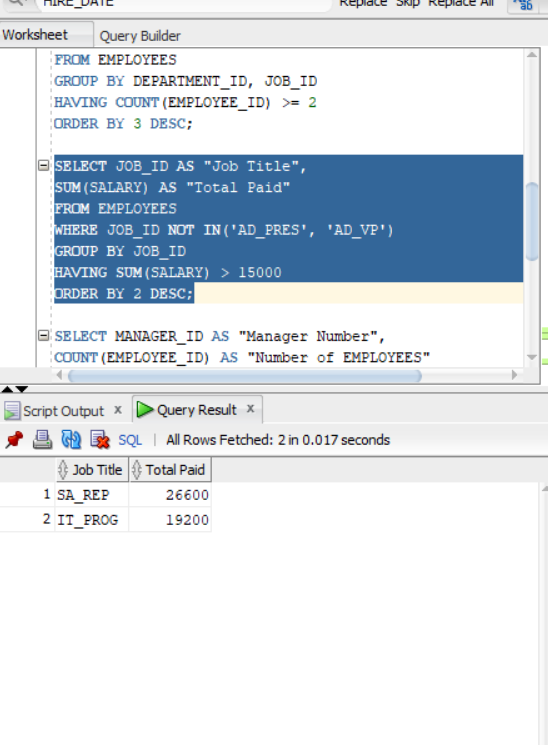 HIRE_DATE Replace Skip Replace All
Worksheet Query Builder
FROM EMPLOYEES
GROUP BY DEPARTMENT_ID, JOB_ID
HAVING COUNT(EMPLOYEE_ID) >= 2
ORDER BY 3 DESC;
SELECT JOB_ID AS "Job Title",
SUM(SALARY) AS "Total Paid"
FROM EMPLOYEES
WHERE JOB_ID NOT IN('AD_PRES', 'AD_VP')
GROUP BY JOB_ID
HAVING SUM(SALARY) > 15000
ORDER BY 2 DESC;
SELECT MANAGER_ID AS "Manager Number",
COUNT(EMPLOYEE_ID) AS "Number of EMPLOYEES"
Script Output x Query Result x
SQL | All Rows Fetched: 2 in 0.017 seconds
Job Title Total Paid
1 SA_REP 26600
2 IT_PROG 19200